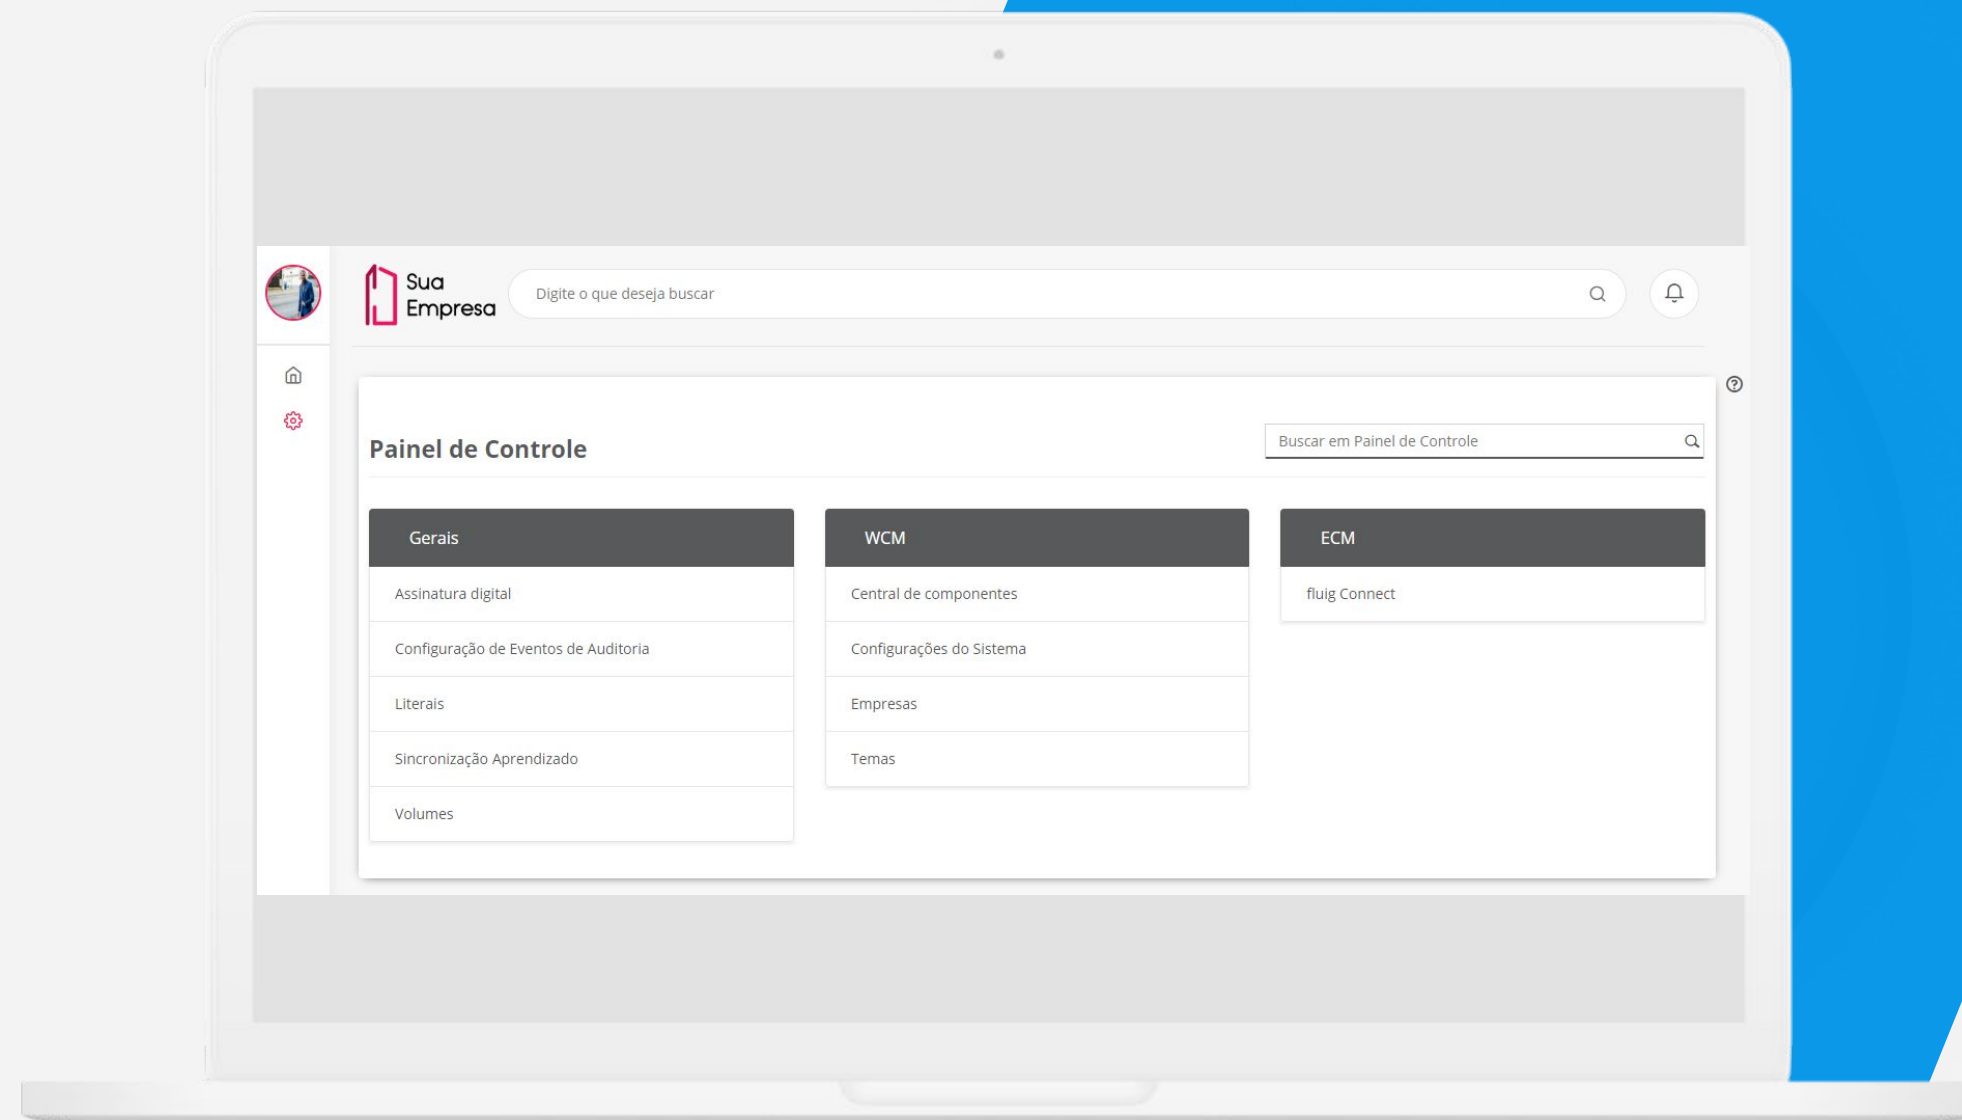 Sua
Empresa
Digite o que deseja buscar
Painel de Controle
Buscar em Painel de Controle
Gerais
Assinatura digital
Configuração de Eventos de Auditoria
Literais
Sincronização Aprendizado
Volumes
WCM
Central de componentes
Configurações do Sistema
Empresas
Temas
ECM
fluig Connect